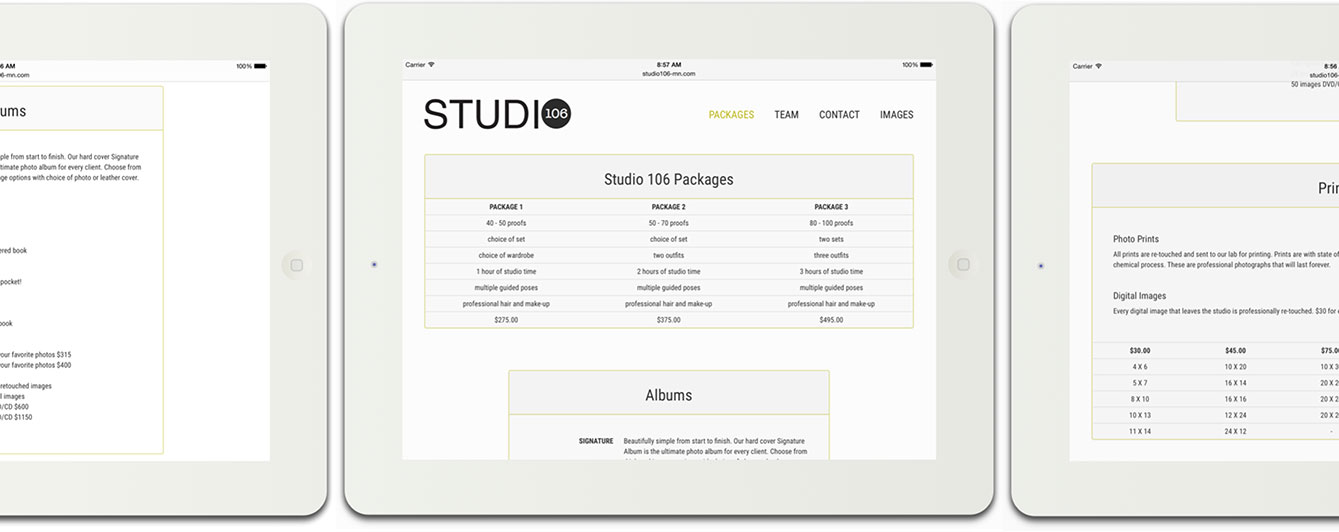 6 AM
100%
6-mn.com
ums
ple from start to finish. Our hard cover Signature
timate photo album for every client. Choose from
ge options with choice of photo or leather cover.
ered book
pocket!
ook
our favorite photos $315
our favorite photos $400
retouched images
l images
/CD $600
/CD $1150
Carrier
8:57 AM
100%
studio106-mn.com
STUDIO 106
PACKAGES TEAM CONTACT IMAGES
Studio 106 Packages
PACKAGE 1 PACKAGE 2 PACKAGE 3
40 - 50 proofs 50 - 70 proofs 80 - 100 proofs
choice of set choice of set two sets
choice of wardrobe two outfits three outfits
1 hour of studio time 2 hours of studio time 3 hours of studio time
multiple guided poses multiple guided poses multiple guided poses
professional hair and make-up professional hair and make-up professional hair and make-up
$275.00 $375.00 $495.00
Albums
SIGNATURE Beautifully simple from start to finish. Our hard cover Signature
Album is the ultimate photo album for every client. Choose from
Carrier
8:56
studio106-
50 images DVD/
Prin
Photo Prints
All prints are re-touched and sent to our lab for printing. Prints are with state of
chemical process. These are professional photographs that will last forever.
Digital Images
Every digital image that leaves the studio is professionally re-touched. $30 for
$30.00 $45.00 $75.0
4 X 6 10 X 20 10 X 3
5 X 7 16 X 14 20 X 2
8 X 10 16 X 16 20 X 2
10 X 13 12 X 24 20 X 2
11 X 14 24 X 12 -